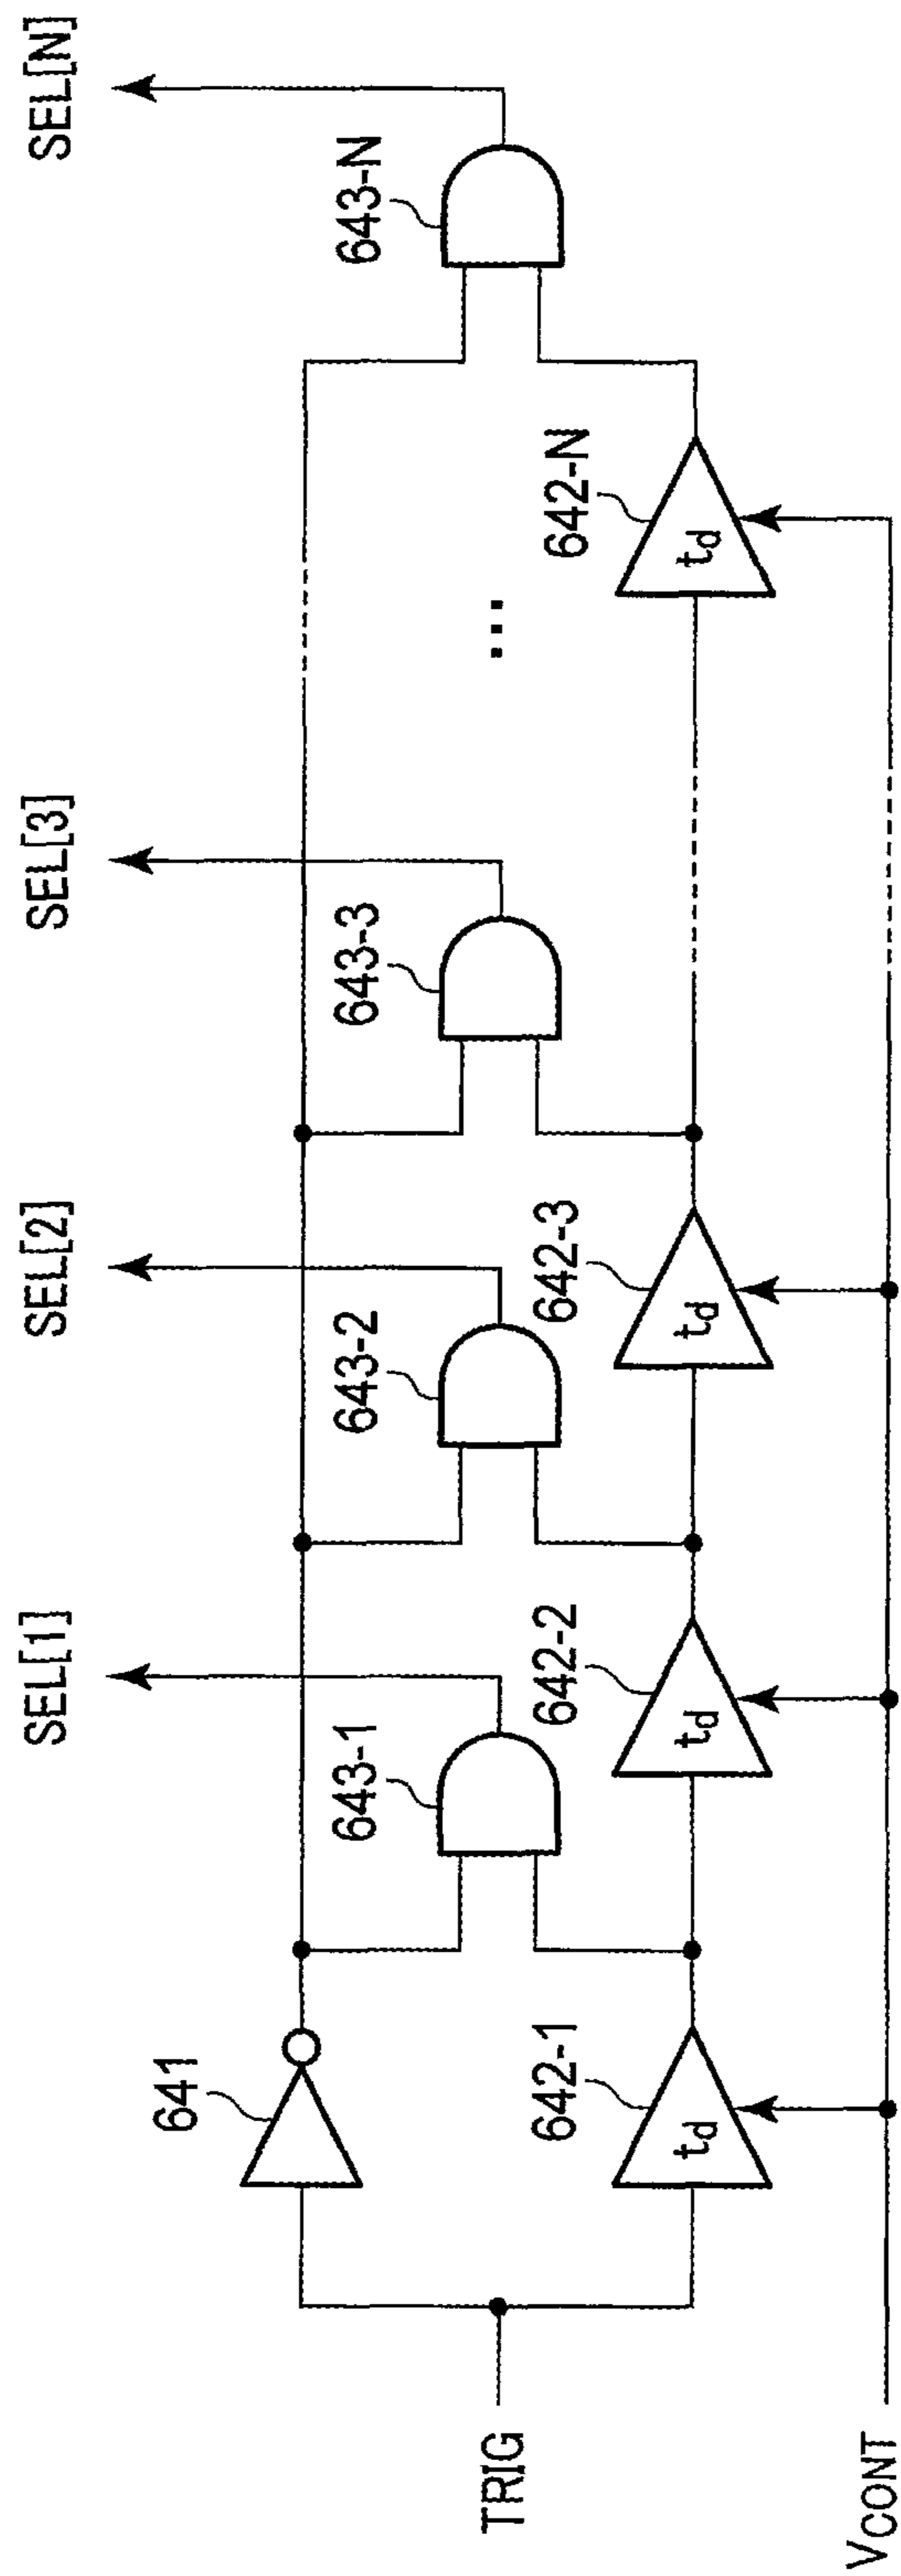 SEL[1]
SEL[2]
SEL[3]
SEL[N]
641
643-1
643-2
643-3
643-N
...
642-1
642-2
642-3
642-N
td
td
td
td
TRIG
VCONT